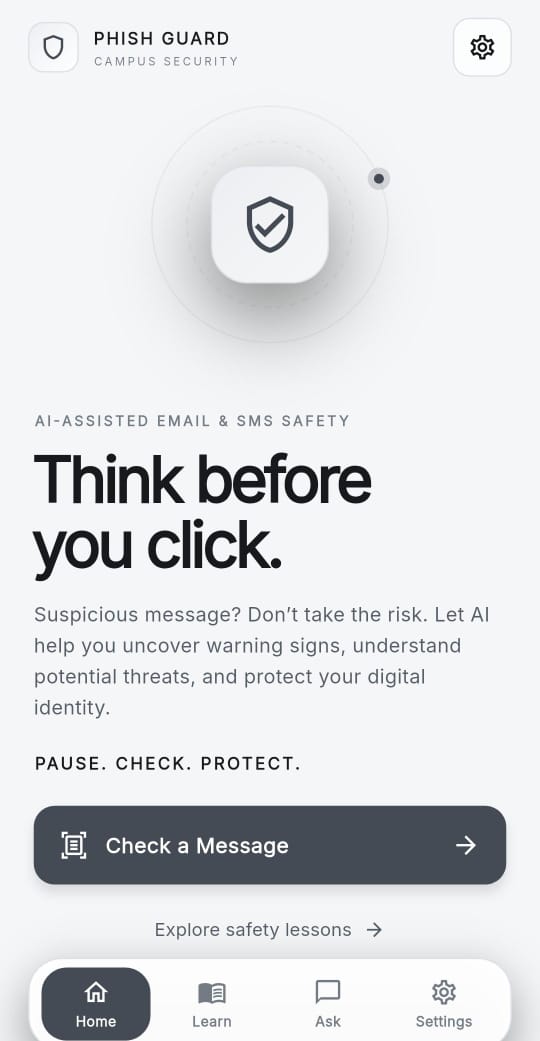 PHISH GUARD
CAMPUS SECURITY
AI-ASSISTED EMAIL & SMS SAFETY
Think before
you click.
Suspicious message? Don’t take the risk. Let AI
help you uncover warning signs, understand
potential threats, and protect your digital
identity.
PAUSE. CHECK. PROTECT.
Check a Message
Explore safety lessons
Home
Learn
Ask
Settings